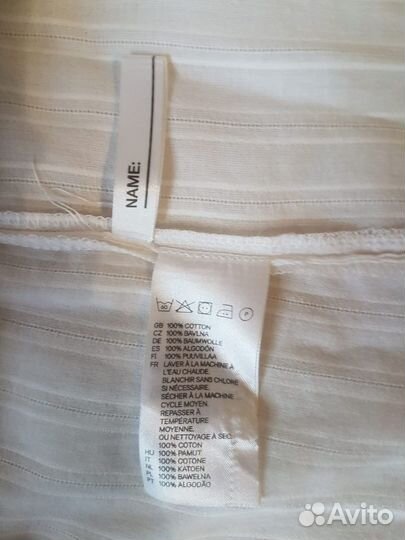 NAME:
60 P
GB 100% COTTON
CZ 100% BAVLNA
DE 100% BAUMWOLLE
ES 100% ALGODÓN
FI 100% PUUVILLAA
FR LAVER À LA MACHINE À
L'EAU CHAUDE.
BLANCHIR SANS CHLORE
SI NÉCESSAIRE.
SÉCHER À LA MACHINE
CYCLE MOYEN.
REPASSER À
TEMPÉRATURE
MOYENNE,
OU NETTOYAGE À SEC
100% COTON
HU 100% PAMUT
IT 100% COTONE
NL 100% KATOEN
PL 100% BAWEŁNA
PT 100% ALGODÃO
Avito